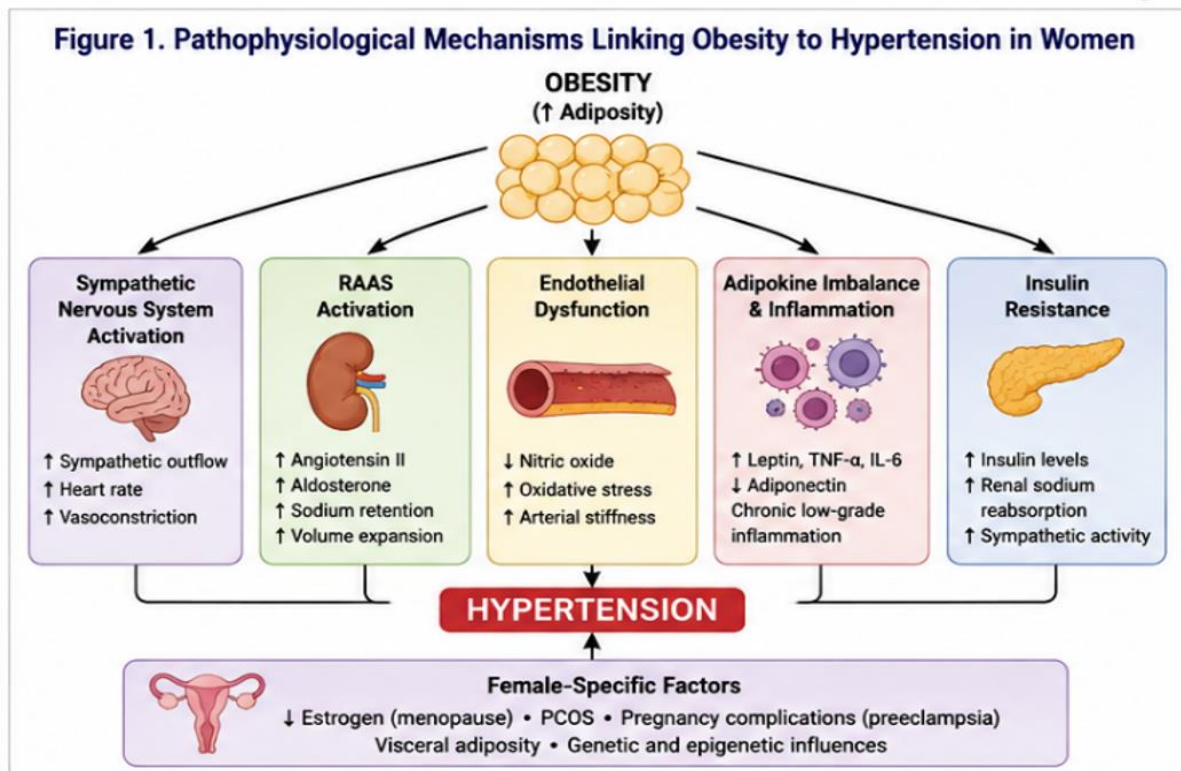 Figure 1. Pathophysiological Mechanisms Linking Obesity to Hypertension in Women
OBESITY
(↑ Adiposity)
Sympathetic
Nervous System
Activation
↑ Sympathetic outflow
↑ Heart rate
↑ Vasoconstriction
RAAS
Activation
↑ Angiotensin II
↑ Aldosterone
↑ Sodium retention
↑ Volume expansion
Endothelial
Dysfunction
↓ Nitric oxide
↑ Oxidative stress
↑ Arterial stiffness
Adipokine Imbalance
& Inflammation
↑ Leptin, TNF-α, IL-6
↓ Adiponectin
Chronic low-grade
inflammation
Insulin
Resistance
↑ Insulin levels
↑ Renal sodium
reabsorption
↑ Sympathetic activity
HYPERTENSION
Female-Specific Factors
↓ Estrogen (menopause) • PCOS • Pregnancy complications (preeclampsia)
Visceral adiposity • Genetic and epigenetic influences